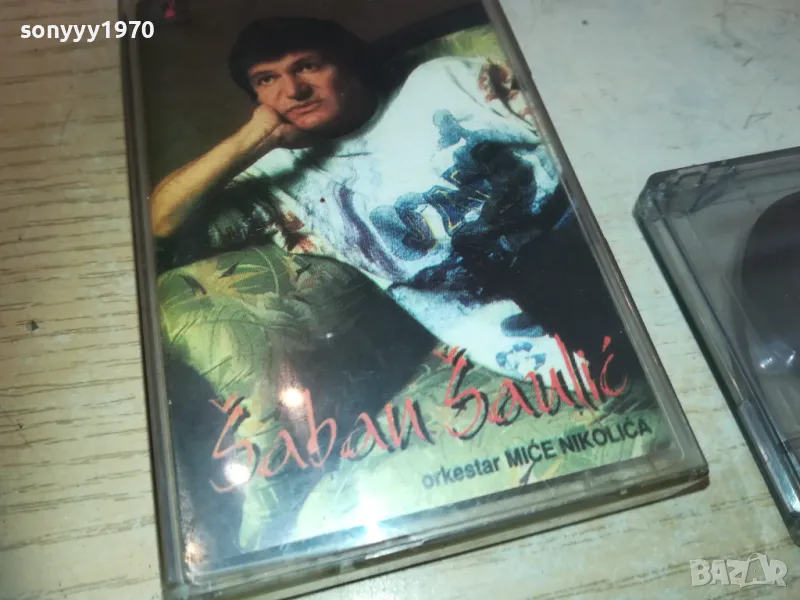 sonyyy1970
Šaban Šaulić
orkestar MIĆE NIKOLIĆA
BAZAR